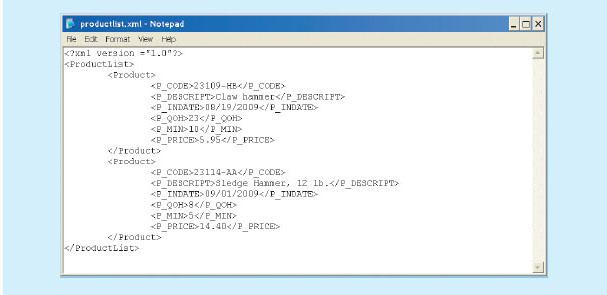 productlist.xml - Notepad
File Edit Format View Help
<?xml version ="1.0"?>
<ProductList>
<Product>
<P_CODE>23109-HB</P_CODE>
<P_DESCRIPT>Claw hammer</P_DESCRIPT>
<P_INDATE>08/19/2009</P_INDATE>
<P_QOH>23</P_QOH>
<P_MIN>10</P_MIN>
<P_PRICE>5.95</P_PRICE>
</Product>
<Product>
<P_CODE>23114-AA</P_CODE>
<P_DESCRIPT>Sledge Hammer, 12 lb.</P_DESCRIPT>
<P_INDATE>09/01/2009</P_INDATE>
<P_QOH>8</P_QOH>
<P_MIN>5</P_MIN>
<P_PRICE>14.40</P_PRICE>
</Product>
</ProductList>